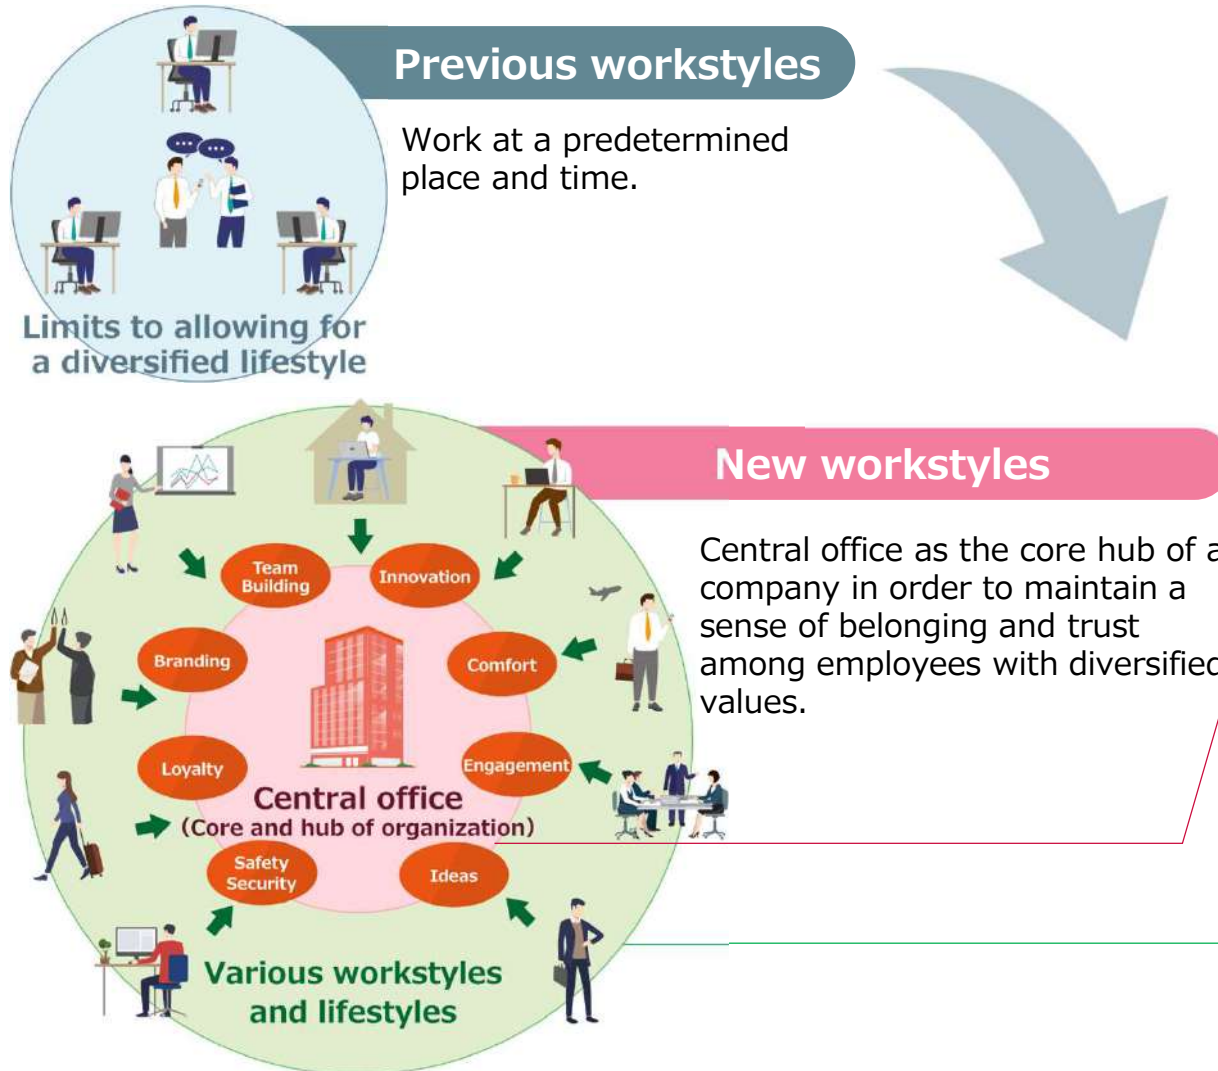 Previous workstyles
Work at a predetermined
place and time.
Limits to allowing for
a diversified lifestyle
New workstyles
Central office as the core hub of a
company in order to maintain a
sense of belonging and trust
among employees with diversified
values.
Team
Building
Innovation
Branding
Comfort
Loyalty
Engagement
Central office
(Core and hub of organization)
Safety
Security
Ideas
Various workstyles
and lifestyles